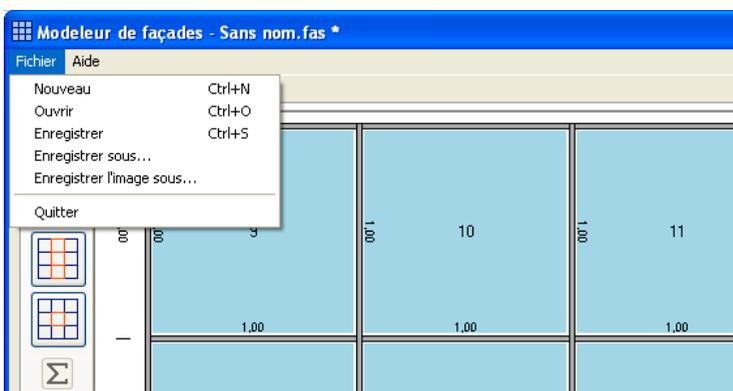 Modeleur de façades - Sans nom.fas *
Fichier Aide
Nouveau Ctrl+N
Ouvrir Ctrl+O
Enregistrer Ctrl+S
Enregistrer sous...
Enregistrer l'image sous...
Quitter
1,00 10 1,00 11
1,00 1,00 1,00
Σ